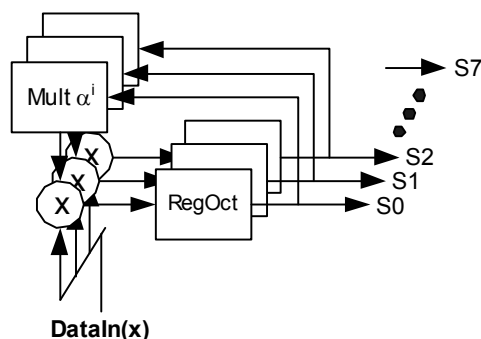 S7
Mult αⁱ
X
S2
X
S1
X
RegOct
S0
DataIn(x)